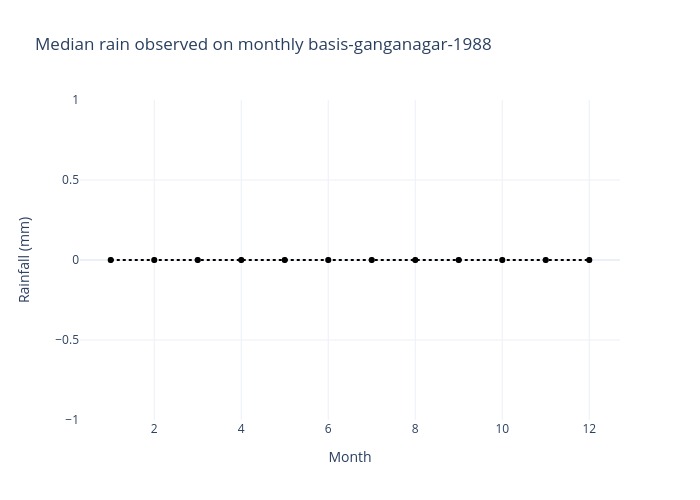 Median rain observed on monthly basis-ganganagar-1988
1
0.5
0
−0.5
−1
Rainfall (mm)
2 4 6 8 10 12
Month